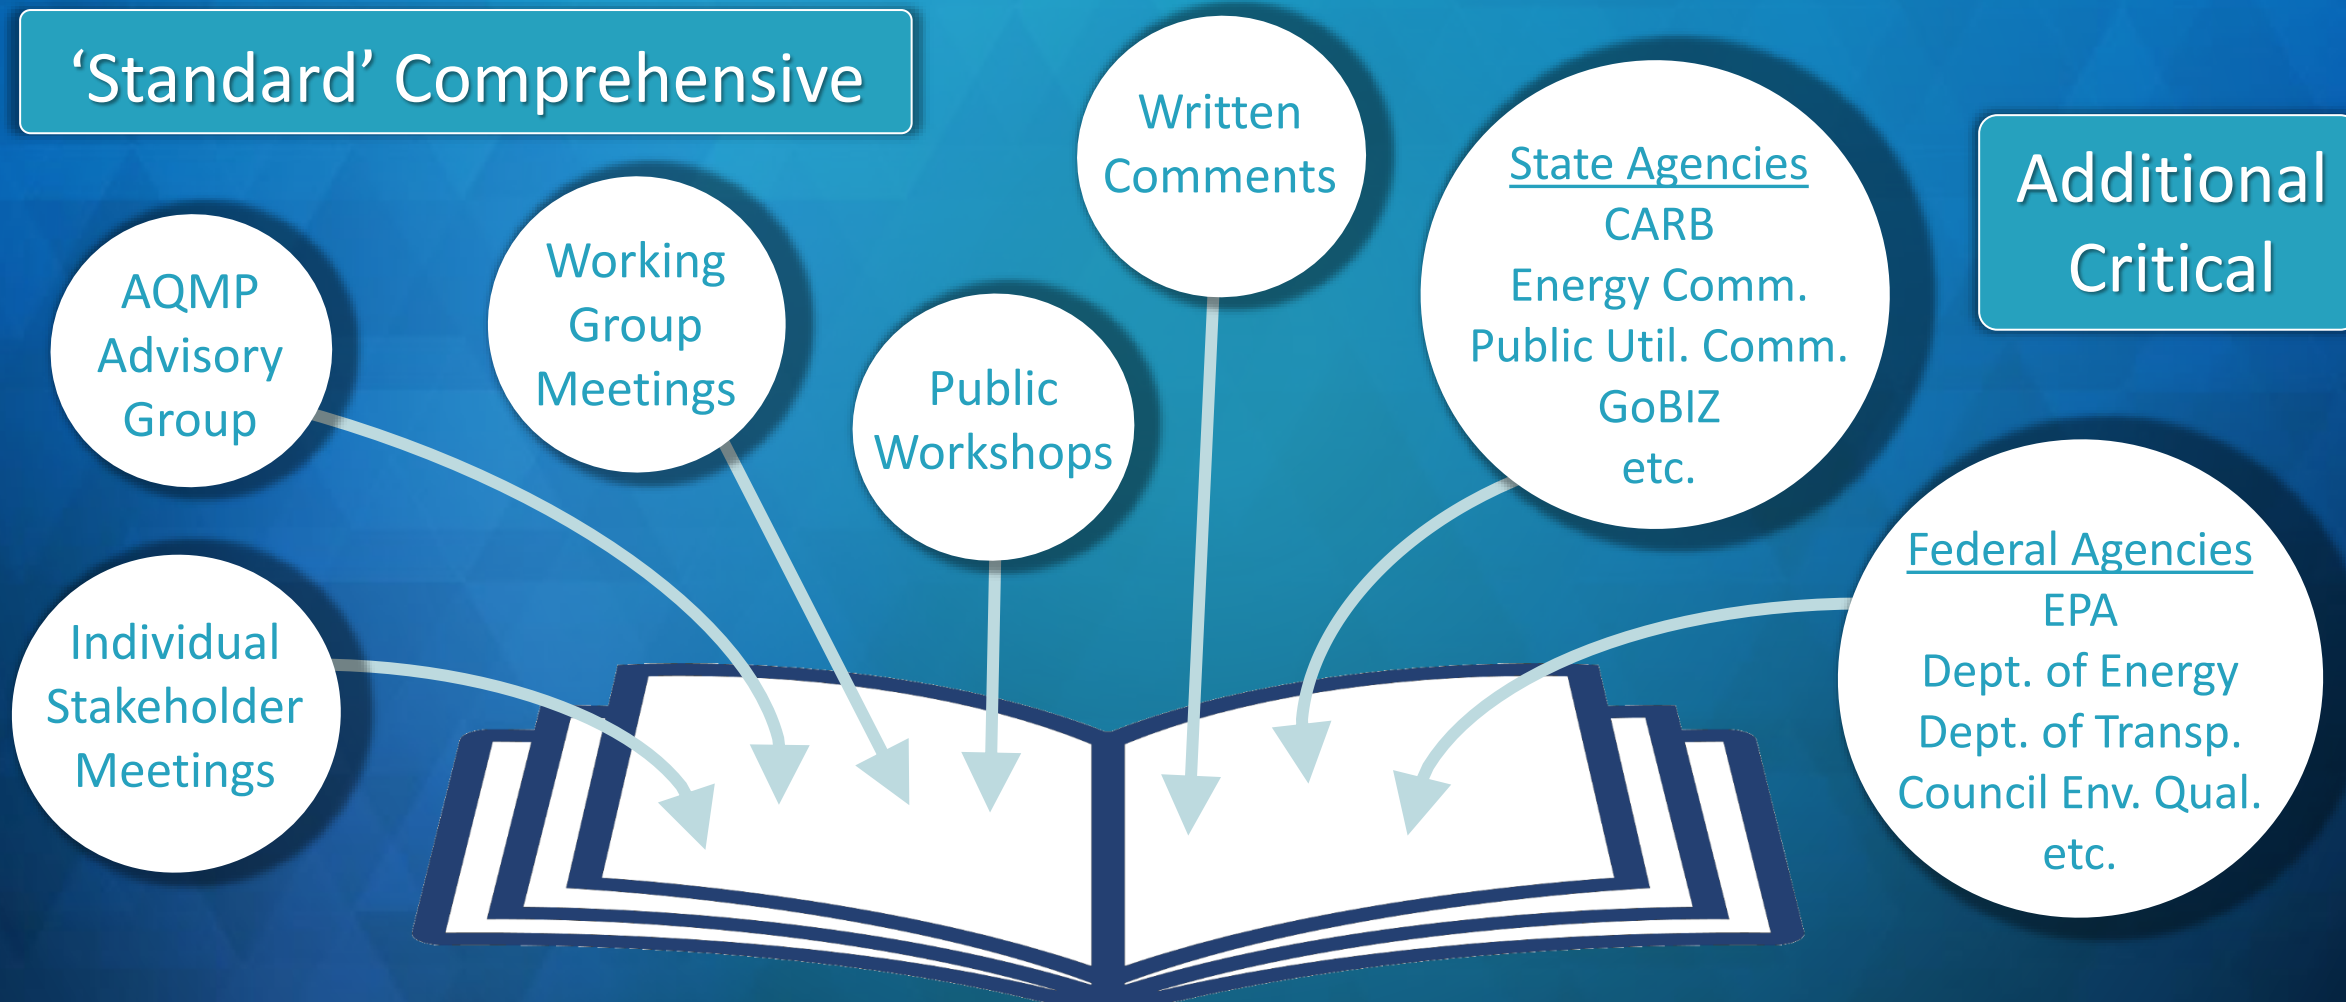 ‘Standard’ Comprehensive
Additional
Critical
AQMP
Advisory
Group
Individual
Stakeholder
Meetings
Working
Group
Meetings
Public
Workshops
Written
Comments
State Agencies
CARB
Energy Comm.
Public Util. Comm.
GoBIZ
etc.
Federal Agencies
EPA
Dept. of Energy
Dept. of Transp.
Council Env. Qual.
etc.